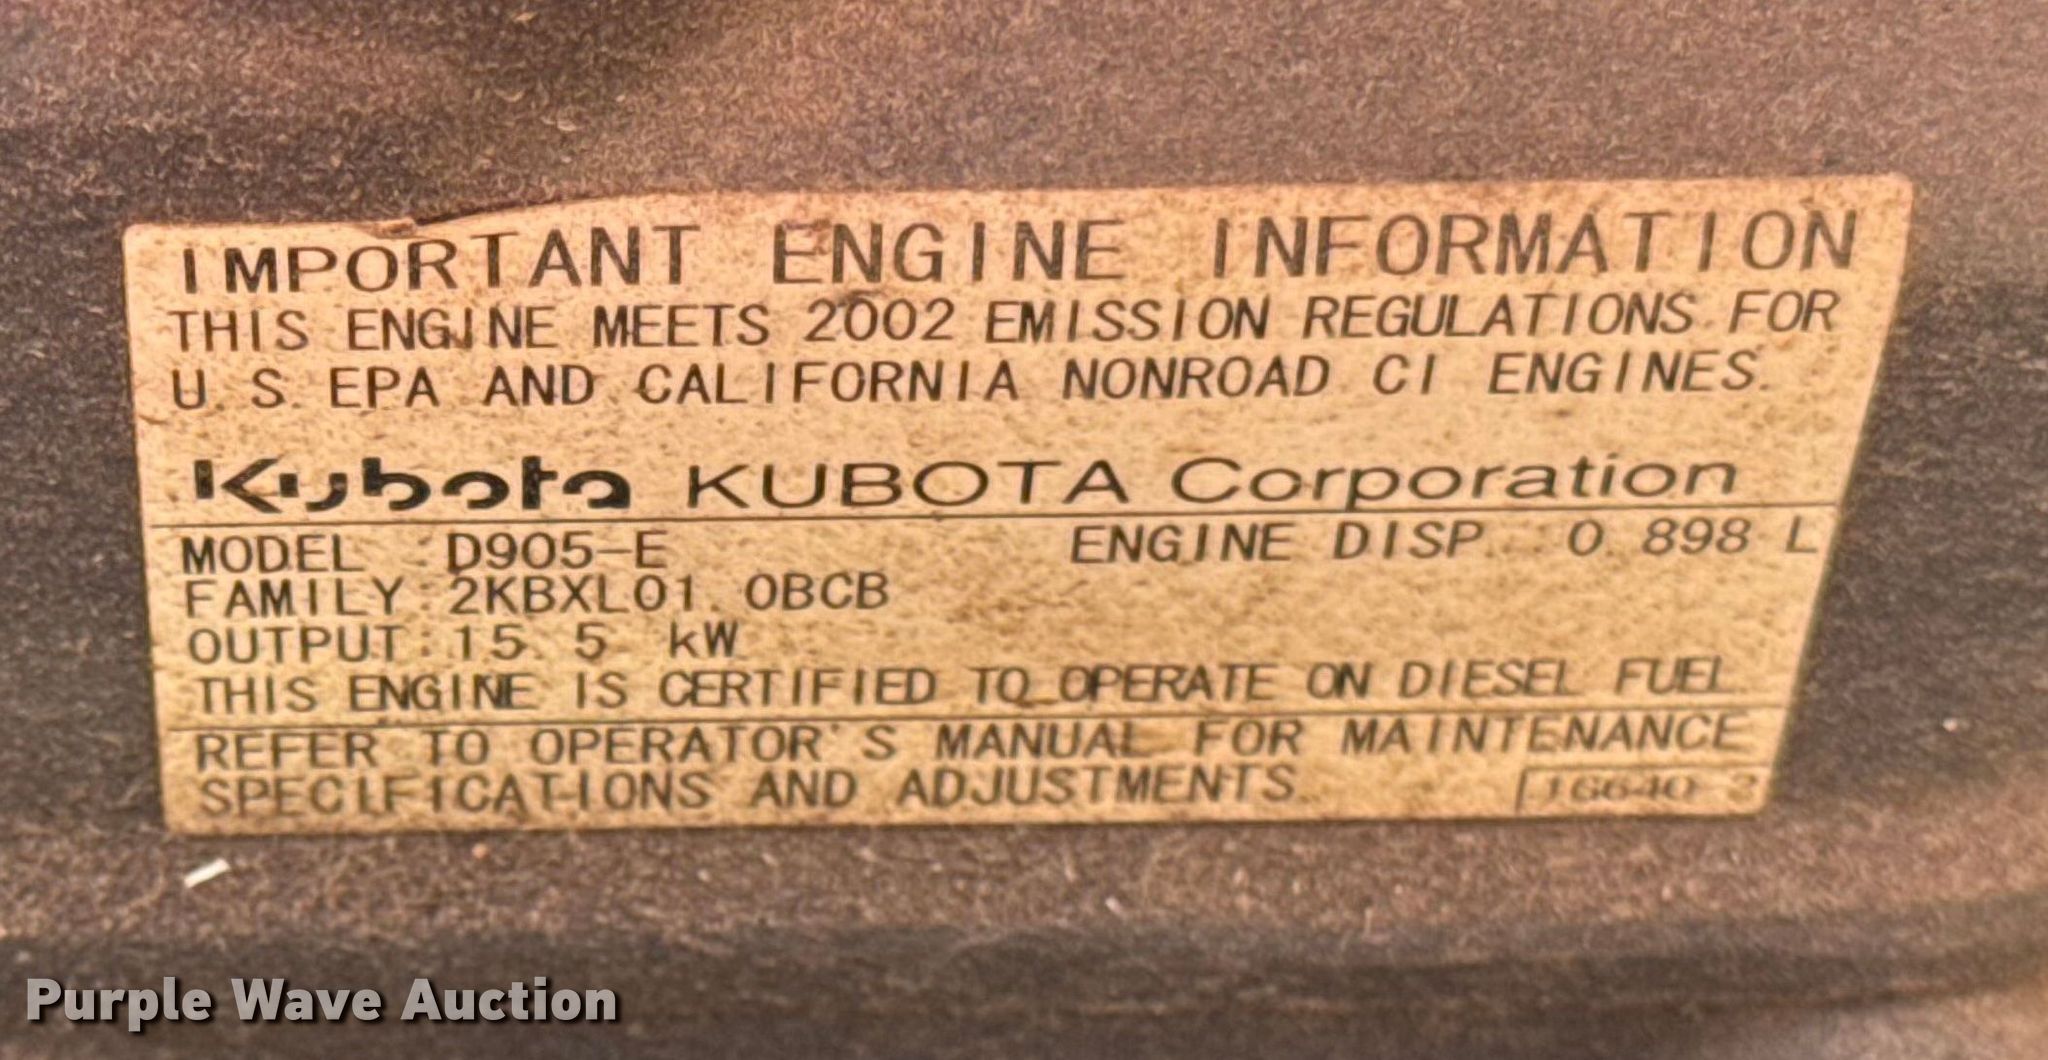 IMPORTANT ENGINE INFORMATION
THIS ENGINE MEETS 2002 EMISSION REGULATIONS FOR
U.S. EPA AND CALIFORNIA NONROAD CI ENGINES.
Kubota KUBOTA Corporation
MODEL : D905-E ENGINE DISP. : 0.898 L
FAMILY : 2KBXL01.0BCB
OUTPUT : 15.5 kW
THIS ENGINE IS CERTIFIED TO OPERATE ON DIESEL FUEL.
REFER TO OPERATOR'S MANUAL FOR MAINTENANCE
SPECIFICATIONS AND ADJUSTMENTS.
16640-
Purple Wave Auction